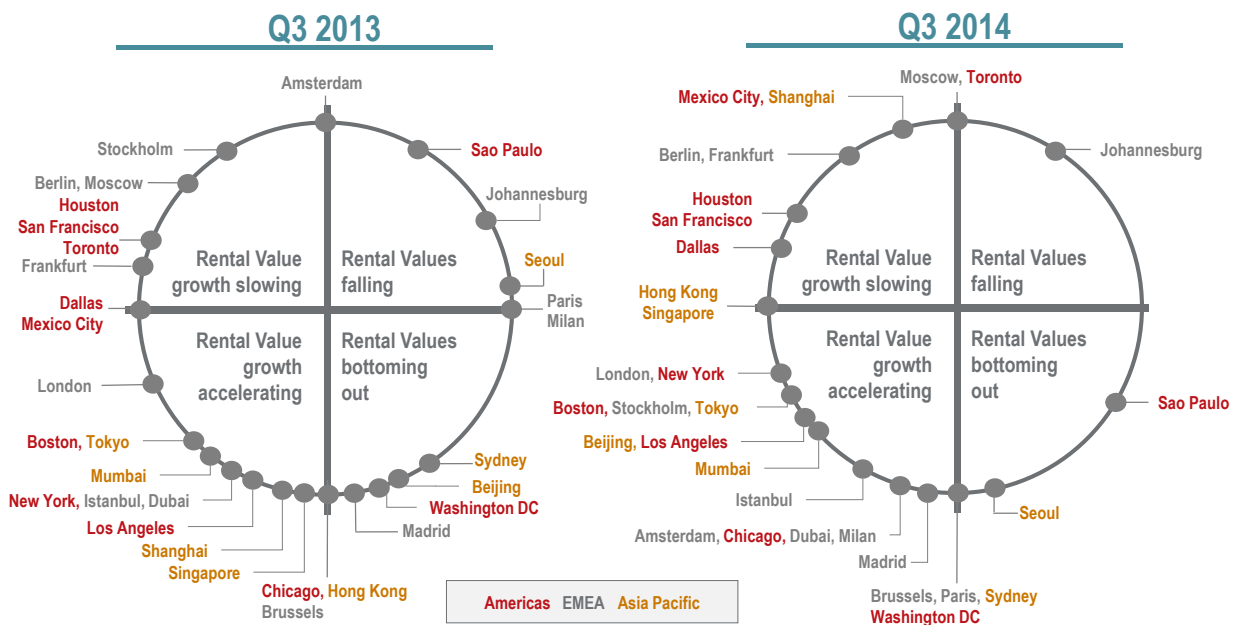 Q3 2013
Amsterdam
Stockholm
Sao Paulo
Berlin, Moscow
Johannesburg
Houston
San Francisco
Toronto
Frankfurt
Seoul
Rental Value
growth slowing
Rental Values
falling
Dallas
Mexico City
Paris
Milan
Rental Value
growth
accelerating
Rental Values
bottoming
out
London
Boston, Tokyo
Mumbai
New York, Istanbul, Dubai
Los Angeles
Shanghai
Singapore
Sydney
Beijing
Washington DC
Madrid
Chicago, Hong Kong
Brussels
Q3 2014
Moscow, Toronto
Mexico City, Shanghai
Berlin, Frankfurt
Johannesburg
Houston
San Francisco
Dallas
Rental Value
growth slowing
Rental Values
falling
Hong Kong
Singapore
Rental Value
growth
accelerating
Rental Values
bottoming
out
London, New York
Boston, Stockholm, Tokyo
Sao Paulo
Beijing, Los Angeles
Mumbai
Istanbul
Seoul
Amsterdam, Chicago, Dubai, Milan
Madrid
Brussels, Paris, Sydney
Washington DC
Americas EMEA Asia Pacific